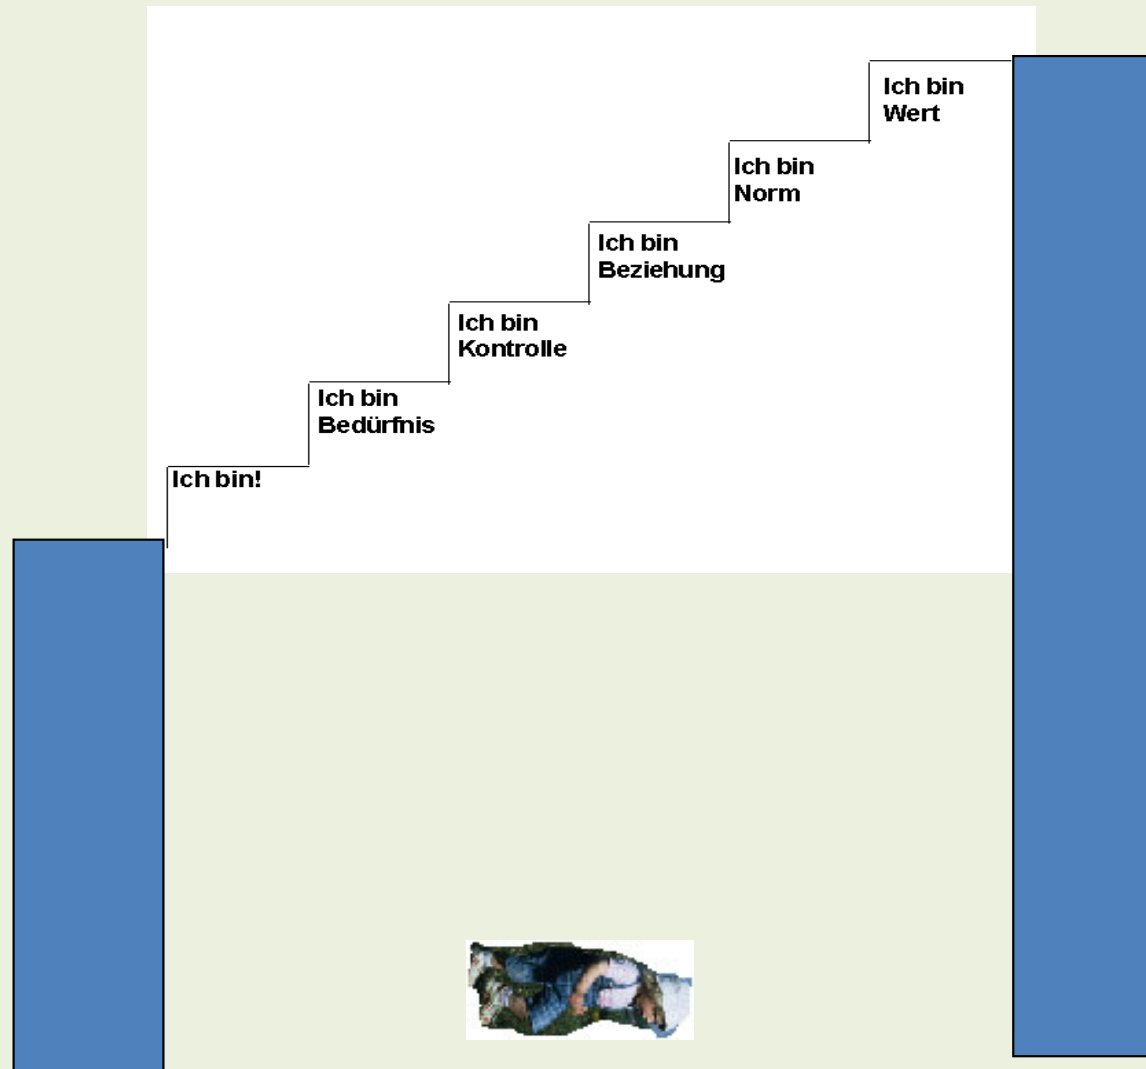 Ich bin
Wert
Ich bin
Norm
Ich bin
Beziehung
Ich bin
Kontrolle
Ich bin
Bedürfnis
Ich bin!